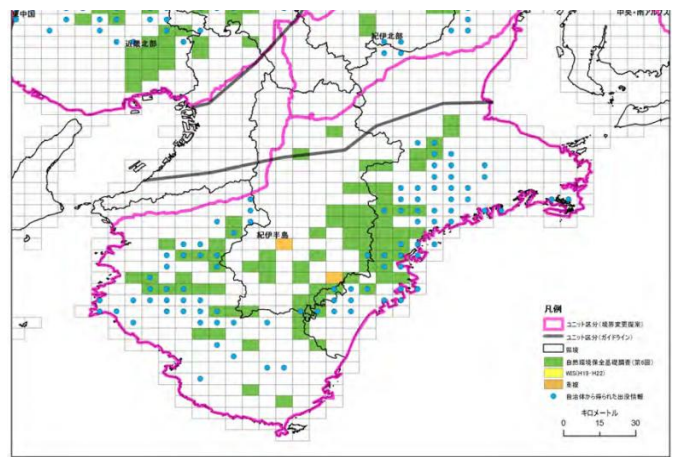 東中国
近畿北部
紀伊北部
中央・南アルプス
紀伊半島
凡例
ユニット区分(境界変更提案)
ユニット区分(ガイドライン)
県境
自然環境保全基礎調査(第6回)
WIS(H15-H22)
自治体から得られた出没情報
キロメートル
0 15 30